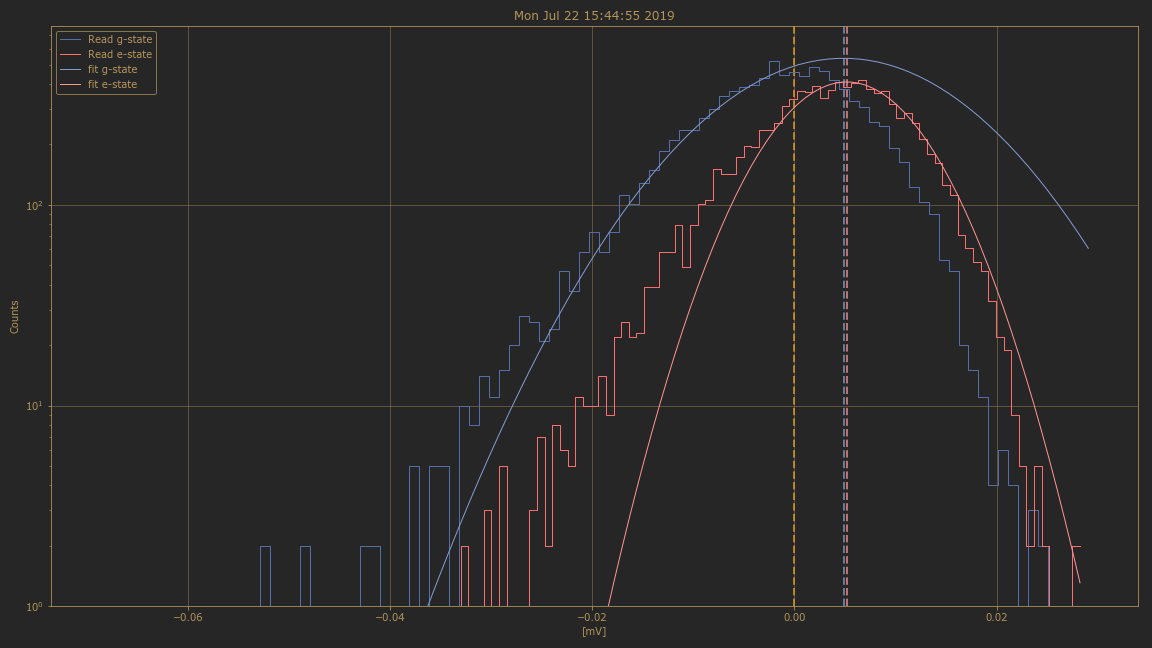 Mon Jul 22 15:44:55 2019
Read g-state
Read e-state
fit g-state
fit e-state
10²
10¹
10⁰
Counts
−0.06
−0.04
−0.02
0.00
0.02
[mV]